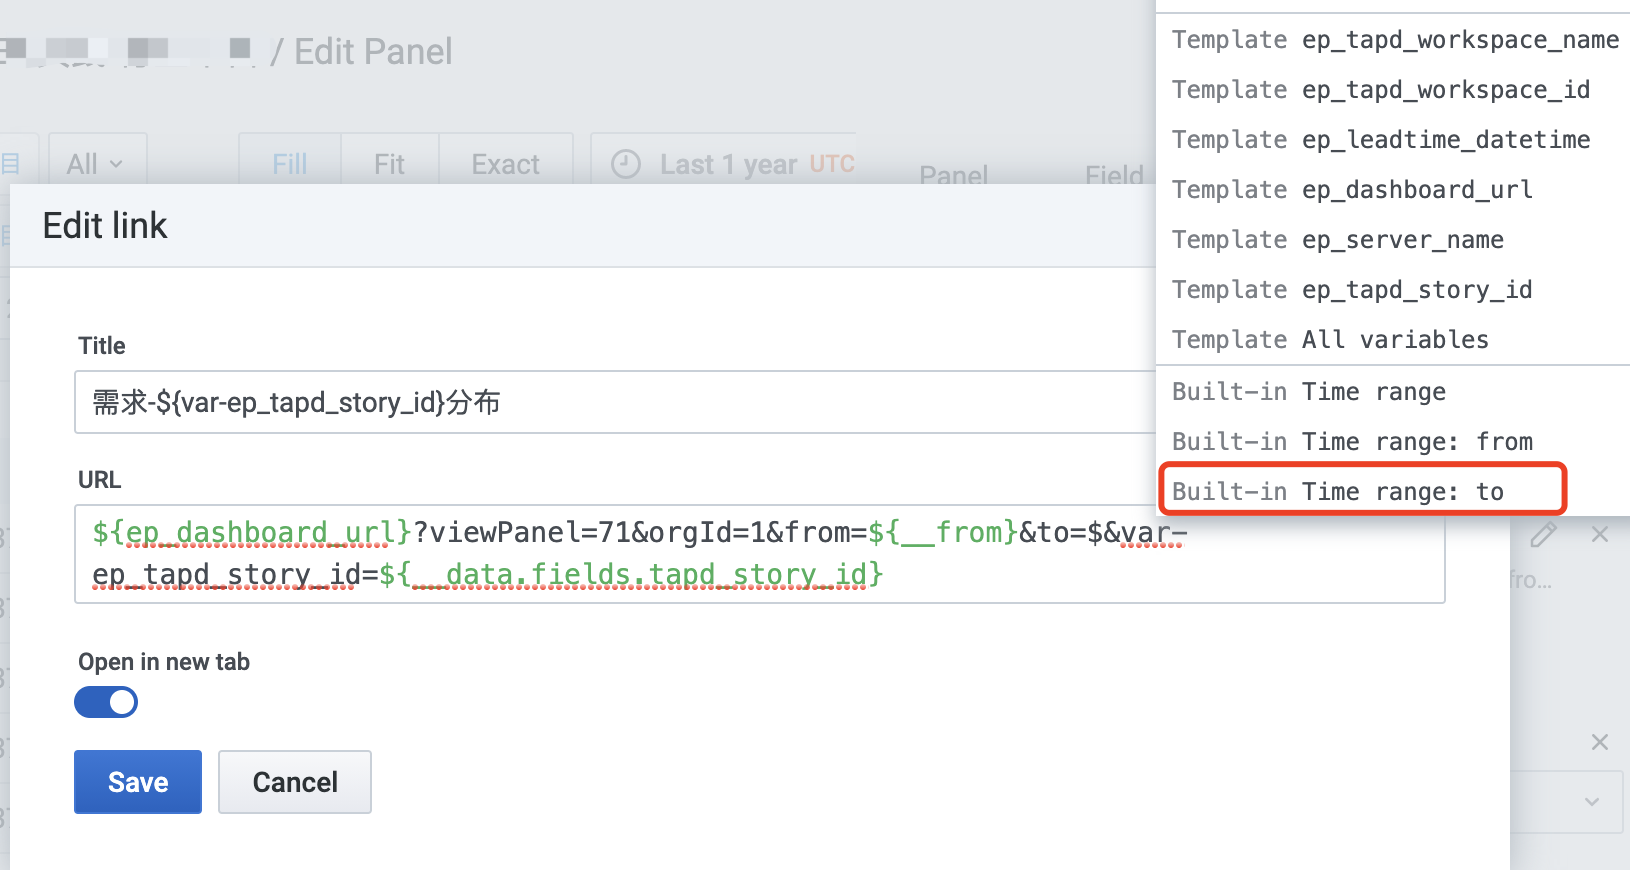 / Edit Panel
All
Fill
Fit
Exact
Last 1 year UTC
Panel
Field
Edit link
Title
需求-${var-ep_tapd_story_id}分布
URL
${ep_dashboard_url}?viewPanel=71&orgId=1&from=${__from}&to=$&var-
ep_tapd_story_id=${__data.fields.tapd_story_id}
Open in new tab
Save
Cancel
Template ep_tapd_workspace_name
Template ep_tapd_workspace_id
Template ep_leadtime_datetime
Template ep_dashboard_url
Template ep_server_name
Template ep_tapd_story_id
Template All variables
Built-in Time range
Built-in Time range: from
Built-in Time range: to
fro...